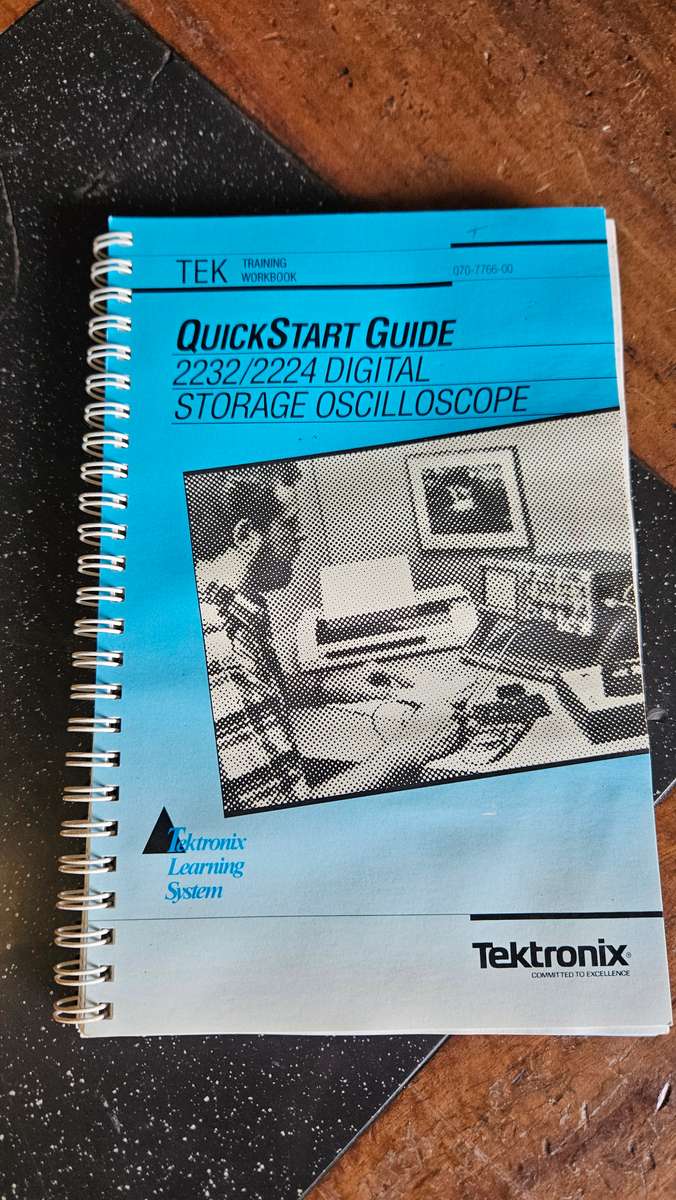 TEK TRAINING
WORKBOOK
070-7766-00
QUICKSTART GUIDE
2232/2224 DIGITAL
STORAGE OSCILLOSCOPE
Tektronix
Learning
System
Tektronix®
COMMITTED TO EXCELLENCE